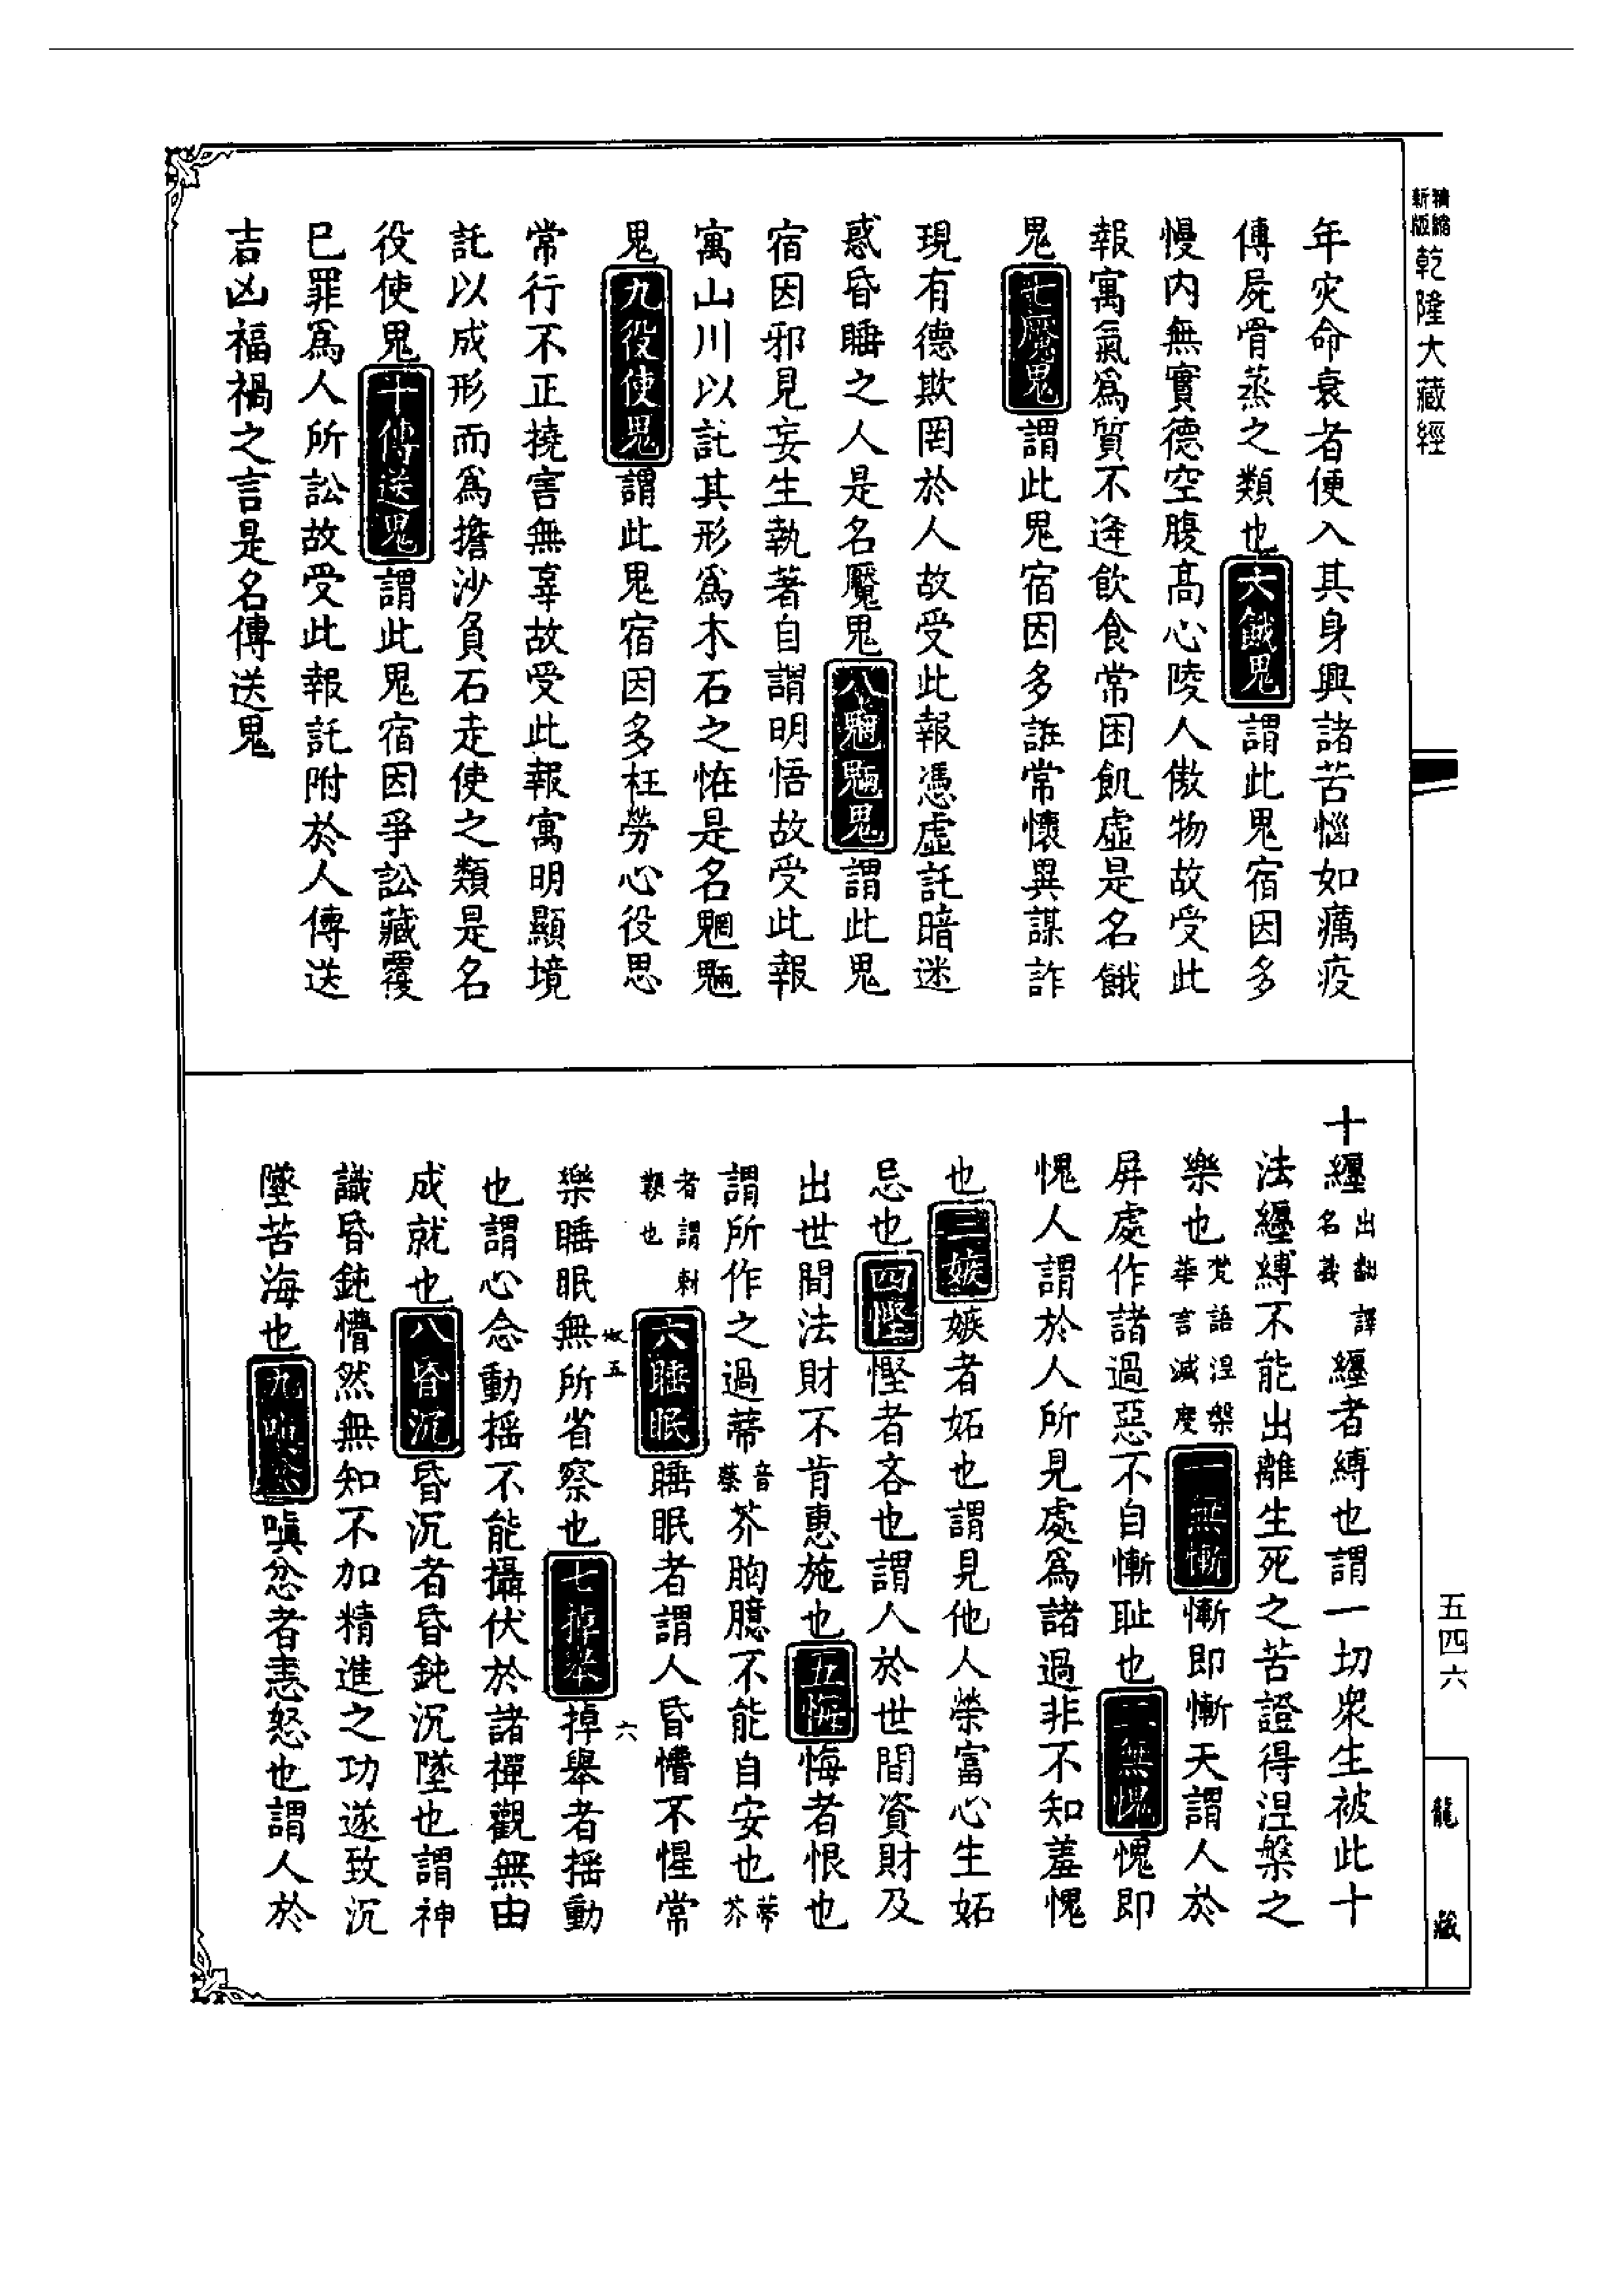 精縮新版乾隆大藏經
年灾命衰者便入其身興諸苦惱如癘疫
傳屍骨蒸之類也六餓鬼謂此鬼宿因多
慢內無實德空腹高心陵人傲物故受此
報寓氣爲質不逢飲食常困飢虛是名餓
鬼七魘鬼謂此鬼宿因多誑常懷異謀詐
現有德欺罔於人故受此報憑虛託暗迷
惑昏睡之人是名魘鬼八魍魎鬼謂此鬼
宿因邪見妄生執著自謂明悟故受此報
寓山川以託其形爲木石之恠是名魍魎
鬼九役使鬼謂此鬼宿因多枉勞心役思
常行不正撓害無辜故受此報寓明顯境
託以成形而爲擔沙負石走使之類是名
役使鬼十傳送鬼謂此鬼宿因爭訟藏覆
巳罪爲人所訟故受此報託附於人傳送
吉凶福禍之言是名傳送鬼
五四六
龍藏
十纏出翻譯名義纏者縛也謂一切衆生被此十
法纏縛不能出離生死之苦證得涅槃之
樂也梵語涅槃華言滅度一無慚慚即慚天謂人於
屏處作諸過惡不自慚耻也二無愧愧即
愧人謂於人所見處爲諸過非不知羞愧
也三嫉嫉者妬也謂見他人榮富心生妬
忌也四慳慳者吝也謂人於世間資財及
出世間法財不肯惠施也五悔悔者恨也
謂所作之過蒂音蔡芥胸臆不能自安也蒂芥
者謂刺鞕也六睡眠睡眠者謂人昏懵不惺常
樂睡眠無所省察也七掉舉掉舉者揺動
也謂心念動揺不能攝伏於諸禪觀無由
成就也八昏沉昏沉者昏鈍沉墜也謂神
識昏鈍懵然無知不加精進之功遂致沉
墜苦海也九瞋忿嗔忿者恚怒也謂人於
五
六